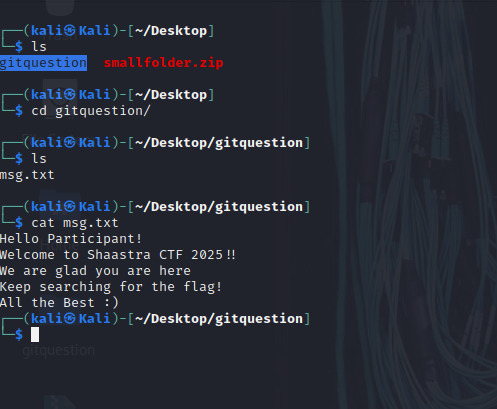 ┌──(kali㉿Kali)-[~/Desktop]
└─$ ls
gitquestion  smallfolder.zip
┌──(kali㉿Kali)-[~/Desktop]
└─$ cd gitquestion/
┌──(kali㉿Kali)-[~/Desktop/gitquestion]
└─$ ls
msg.txt
┌──(kali㉿Kali)-[~/Desktop/gitquestion]
└─$ cat msg.txt
Hello Participant!
Welcome to Shaastra CTF 2025!!
We are glad you are here
Keep searching for the flag!
All the Best :)
┌──(kali㉿Kali)-[~/Desktop/gitquestion]
└─$
gitquestion